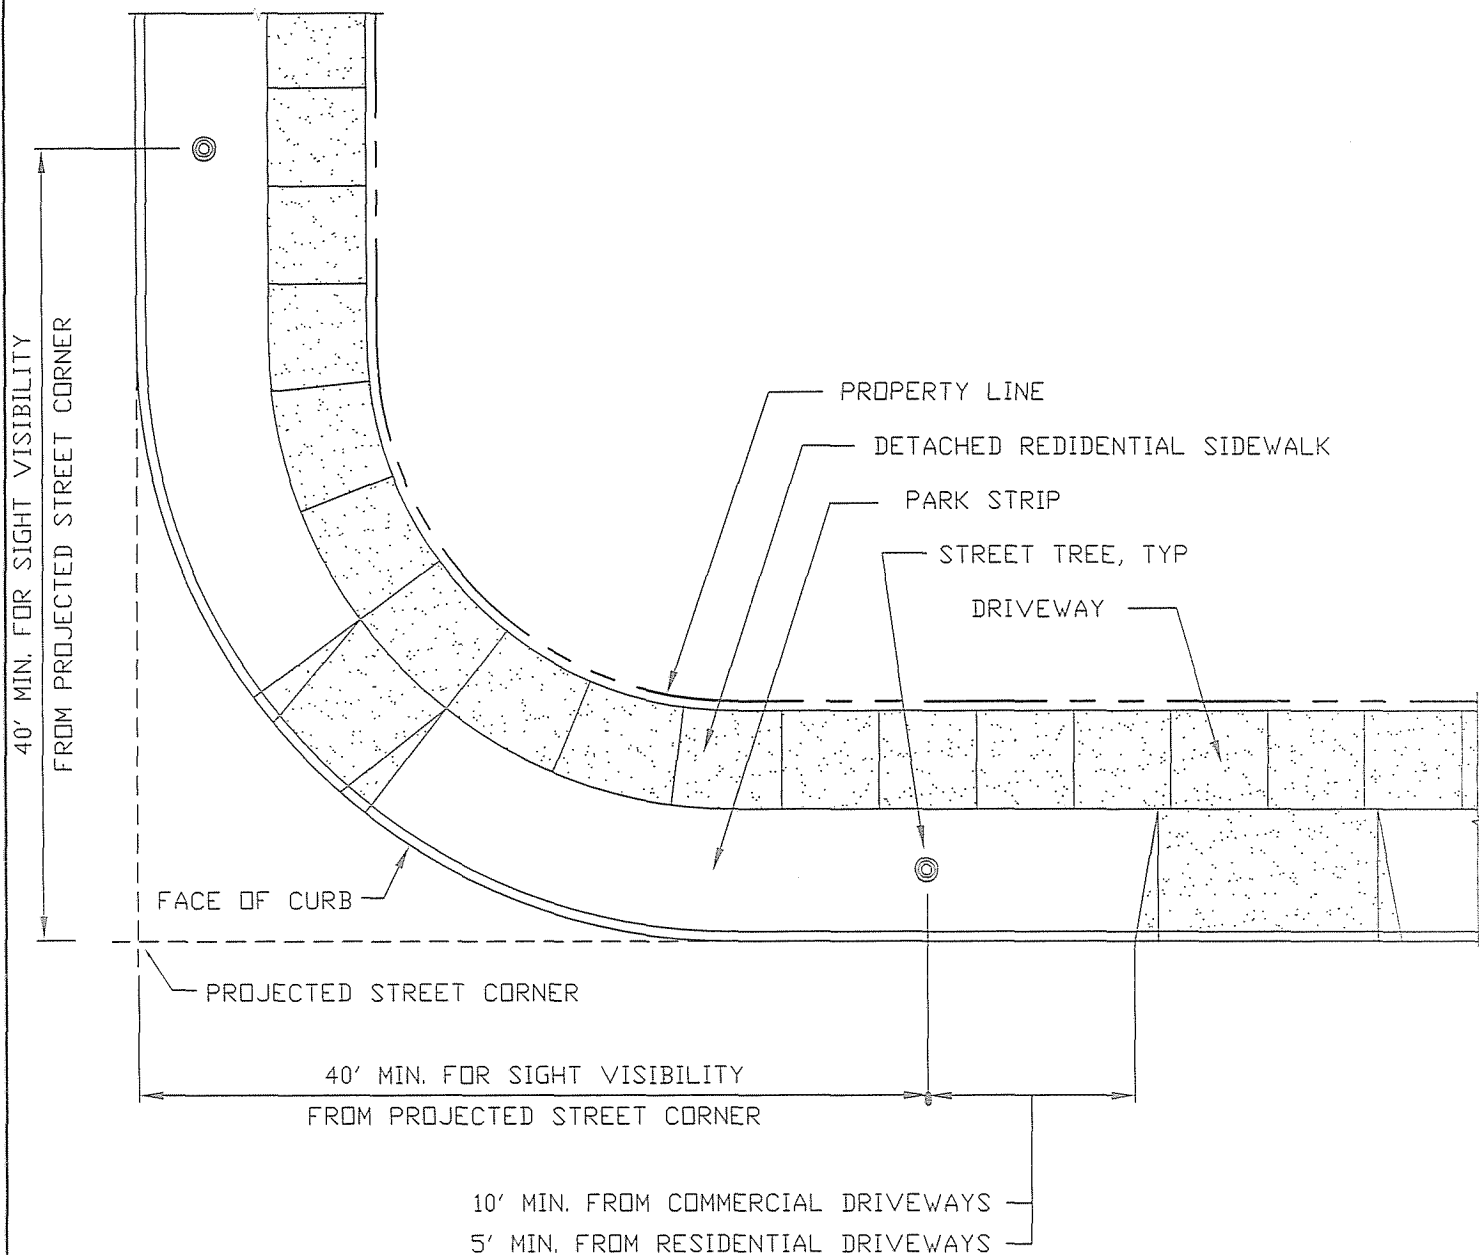 40' MIN. FOR SIGHT VISIBILITY
FROM PROJECTED STREET CORNER
PROPERTY LINE
DETACHED REDIDENTIAL SIDEWALK
PARK STRIP
STREET TREE, TYP
DRIVEWAY
FACE OF CURB
PROJECTED STREET CORNER
40' MIN. FOR SIGHT VISIBILITY
FROM PROJECTED STREET CORNER
10' MIN. FROM COMMERCIAL DRIVEWAYS
5' MIN. FROM RESIDENTIAL DRIVEWAYS